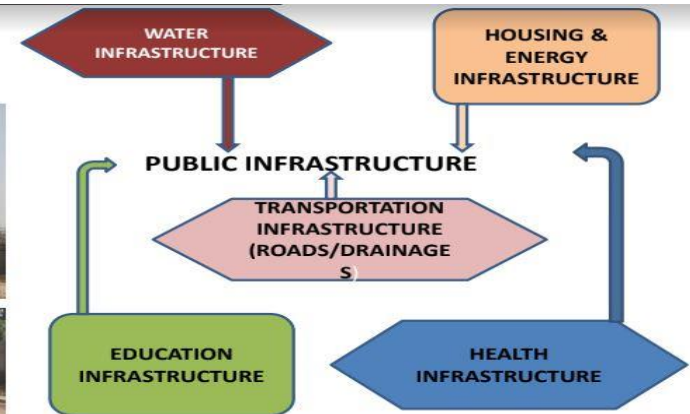 WATER
INFRASTRUCTURE
HOUSING &
ENERGY
INFRASTRUCTURE
PUBLIC INFRASTRUCTURE
TRANSPORTATION
INFRASTRUCTURE
(ROADS/DRAINAGE
S)
EDUCATION
INFRASTRUCTURE
HEALTH
INFRASTRUCTURE